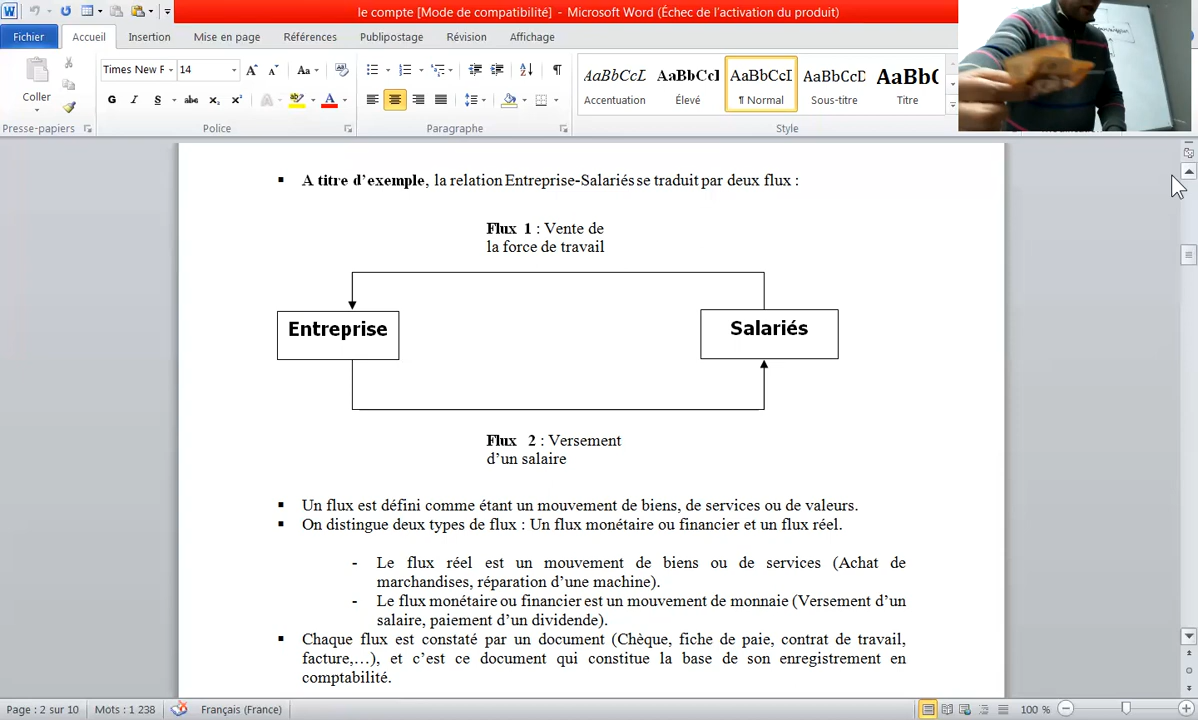 le compte [Mode de compatibilité] - Microsoft Word (Échec de l'activation du produit)
Fichier Accueil Insertion Mise en page Références Publipostage Révision Affichage
Times New F 14 Aa
Coller
G I S abc X₂ X² A A
AaBbCcL AaBbCcI AaBbCcI AaBbCcD AaBbC
Accentuation Élevé ¶ Normal Sous-titre Titre
Presse-papiers Police Paragraphe Style
▪ A titre d'exemple, la relation Entreprise-Salariés se traduit par deux flux :
Flux 1 : Vente de
la force de travail
Entreprise
Salariés
Flux 2 : Versement
d'un salaire
▪ Un flux est défini comme étant un mouvement de biens, de services ou de valeurs.
▪ On distingue deux types de flux : Un flux monétaire ou financier et un flux réel.
- Le flux réel est un mouvement de biens ou de services (Achat de
marchandises, réparation d'une machine).
- Le flux monétaire ou financier est un mouvement de monnaie (Versement d'un
salaire, paiement d'un dividende).
▪ Chaque flux est constaté par un document (Chèque, fiche de paie, contrat de travail,
facture,…), et c'est ce document qui constitue la base de son enregistrement en
comptabilité.
Page : 2 sur 10 Mots : 1 238 Français (France) 100 %